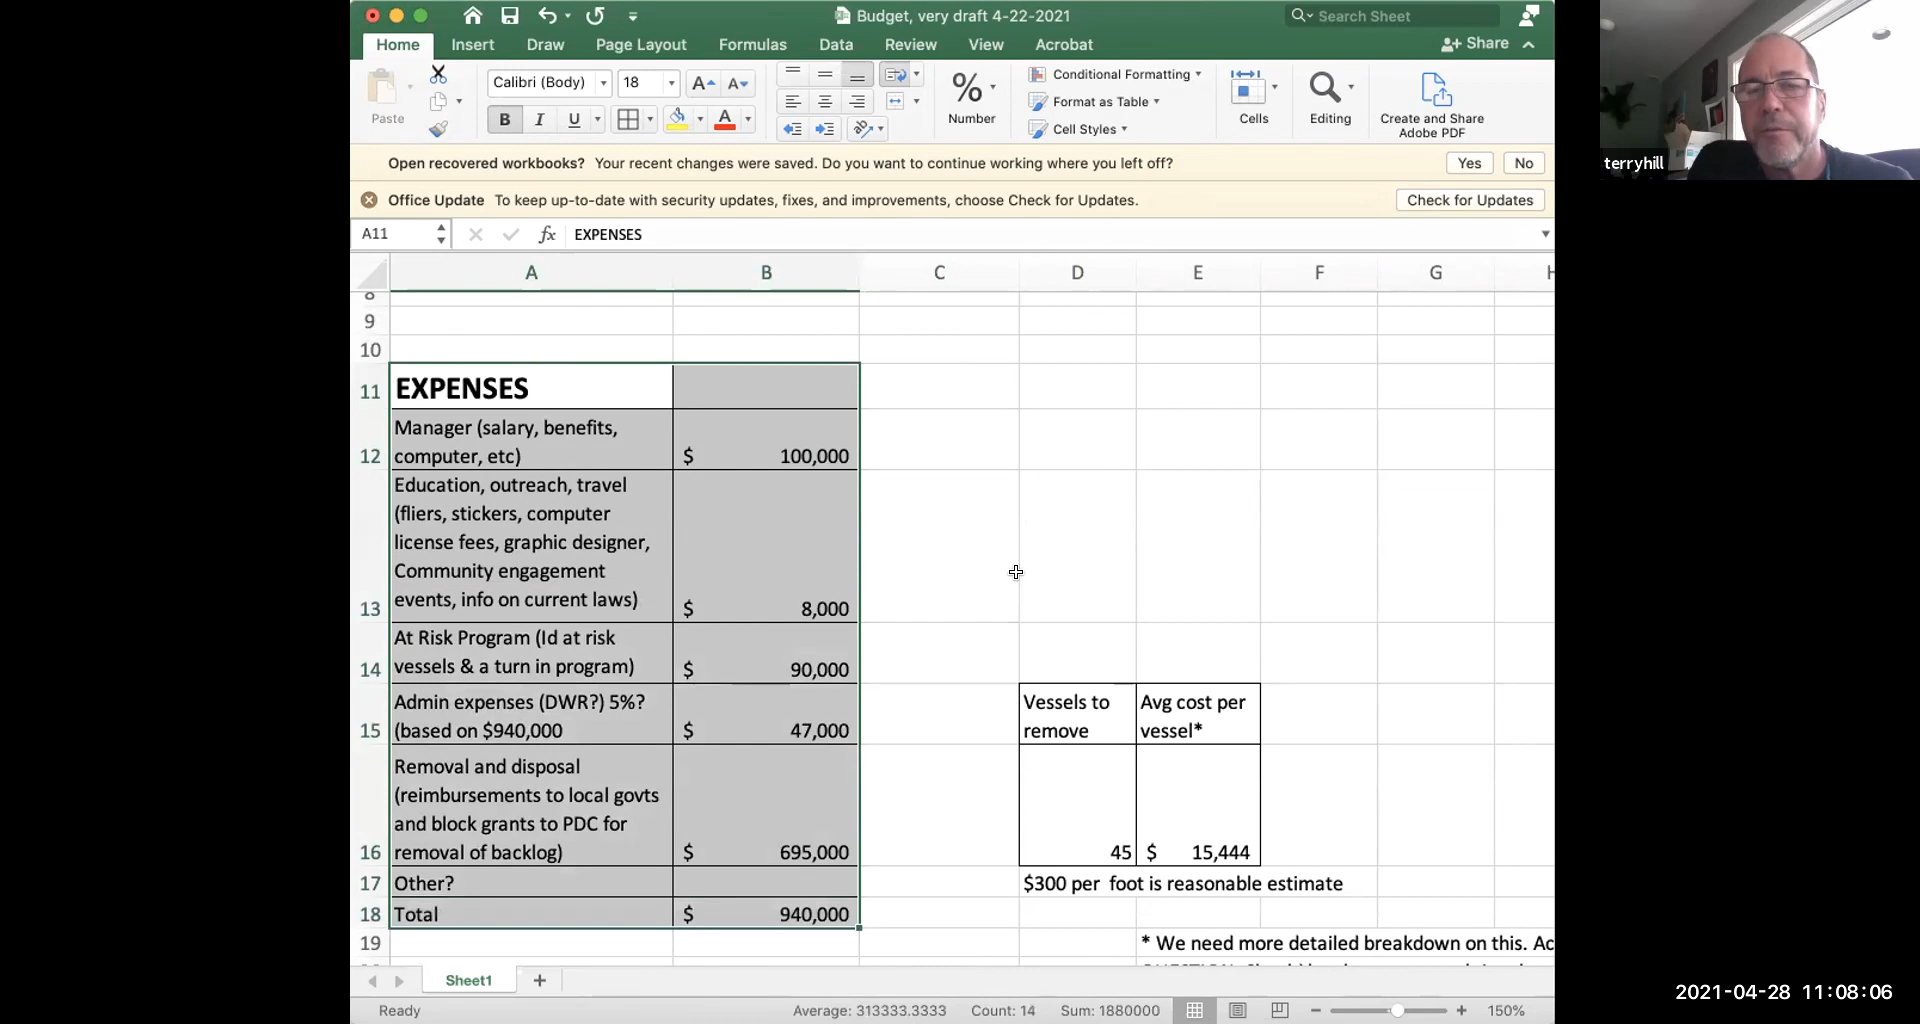 Budget, very draft 4-22-2021
Search Sheet
Home Insert Draw Page Layout Formulas Data Review View Acrobat Share
Paste
Calibri (Body) 18
B I U
Number
Conditional Formatting
Format as Table
Cell Styles
Cells
Editing
Create and Share
Adobe PDF
Open recovered workbooks? Your recent changes were saved. Do you want to continue working where you left off? Yes No
Office Update To keep up-to-date with security updates, fixes, and improvements, choose Check for Updates. Check for Updates
A11 fx EXPENSES
A B C D E F G H
8
9
10
11 EXPENSES
Manager (salary, benefits,
12 computer, etc) $ 100,000
Education, outreach, travel
(fliers, stickers, computer
license fees, graphic designer,
Community engagement
13 events, info on current laws) $ 8,000
At Risk Program (Id at risk
14 vessels & a turn in program) $ 90,000
Admin expenses (DWR?) 5%? Vessels to Avg cost per
15 (based on $940,000 $ 47,000 remove vessel*
Removal and disposal
(reimbursements to local govts
and block grants to PDC for
16 removal of backlog) $ 695,000 45 $ 15,444
17 Other? $300 per foot is reasonable estimate
18 Total $ 940,000
19 * We need more detailed breakdown on this. Ac
Sheet1
Ready Average: 313333.3333 Count: 14 Sum: 1880000 150%
terryhill
2021-04-28 11:08:06